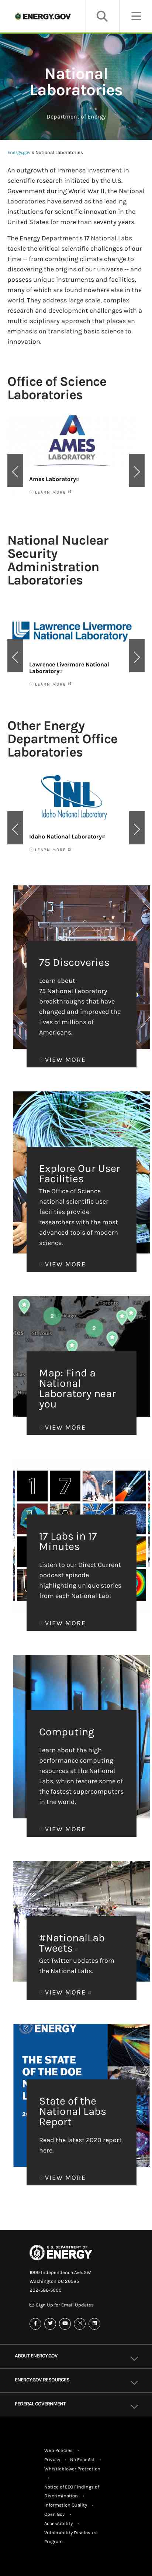 ENERGY.GOV
National
Laboratories
Department of Energy
Energy.gov » National Laboratories
An outgrowth of immense investment in
scientific research initiated by the U.S.
Government during World War II, the National
Laboratories have served as the leading
institutions for scientific innovation in the
United States for more than seventy years.
The Energy Department's 17 National Labs
tackle the critical scientific challenges of our
time -- from combating climate change to
discovering the origins of our universe -- and
possess unique instruments and facilities,
many of which are found nowhere else in the
world. They address large scale, complex
research and development challenges with a
multidisciplinary approach that places an
emphasis on translating basic science to
innovation.
Office of Science
Laboratories
AMES
LABORATORY
Ames Laboratory
LEARN MORE
National Nuclear
Security
Administration
Laboratories
Lawrence Livermore
National Laboratory
Lawrence Livermore National
Laboratory
LEARN MORE
Other Energy
Department Office
Laboratories
INL
Idaho National Laboratory
Idaho National Laboratory
LEARN MORE
75 Discoveries
Learn about
75 National Laboratory
breakthroughs that have
changed and improved the
lives of millions of
Americans.
VIEW MORE
Explore Our User
Facilities
The Office of Science
national scientific user
facilities provide
researchers with the most
advanced tools of modern
science.
VIEW MORE
2
2
Map: Find a
National
Laboratory near
you
VIEW MORE
1 7
17 Labs in 17
Minutes
Listen to our Direct Current
podcast episode
highlighting unique stories
from each National Lab!
VIEW MORE
Computing
Learn about the high
performance computing
resources at the National
Labs, which feature some of
the fastest supercomputers
in the world.
VIEW MORE
#NationalLab
Tweets
Get Twitter updates from
the National Labs.
VIEW MORE
ENERGY
THE STATE
OF THE DOE
State of the
National Labs
Report
Read the latest 2020 report
here.
VIEW MORE
U.S. DEPARTMENT OF
ENERGY
1000 Independence Ave. SW
Washington DC 20585
202-586-5000
Sign Up for Email Updates
ABOUT ENERGY.GOV
ENERGY.GOV RESOURCES
FEDERAL GOVERNMENT
Web Policies •
Privacy • No Fear Act •
Whistleblower Protection
•
Notice of EEO Findings of
Discrimination •
Information Quality •
Open Gov •
Accessibility •
Vulnerability Disclosure
Program